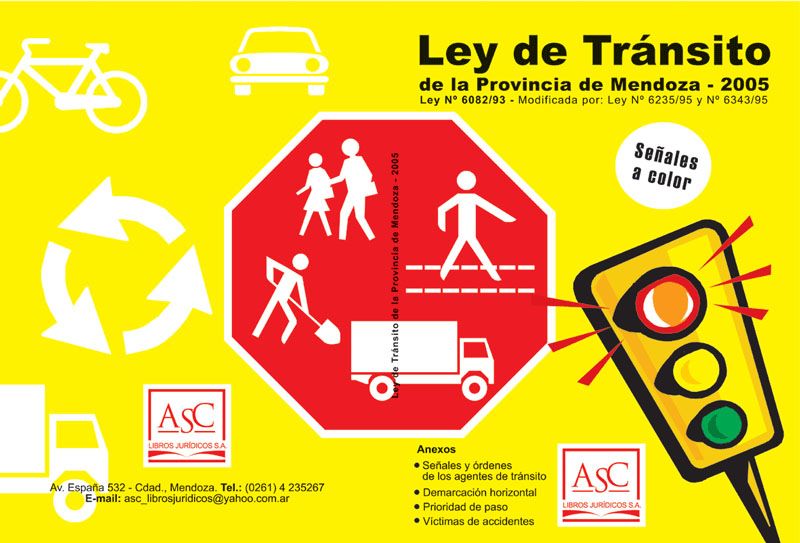 Ley de Tránsito
de la Provincia de Mendoza - 2005
Ley Nº 6082/93 - Modificada por: Ley Nº 6235/95 y Nº 6343/95
Señales
a color
Ley de Tránsito de la Provincia de Mendoza - 2005
ASC
LIBROS JURÍDICOS S.A.
Av. España 532 - Cdad., Mendoza. Tel.: (0261) 4 235267
E-mail: asc_librosjuridicos@yahoo.com.ar
Anexos
• Señales y órdenes
de los agentes de tránsito
• Demarcación horizontal
• Prioridad de paso
• Víctimas de accidentes
ASC
LIBROS JURÍDICOS S.A.